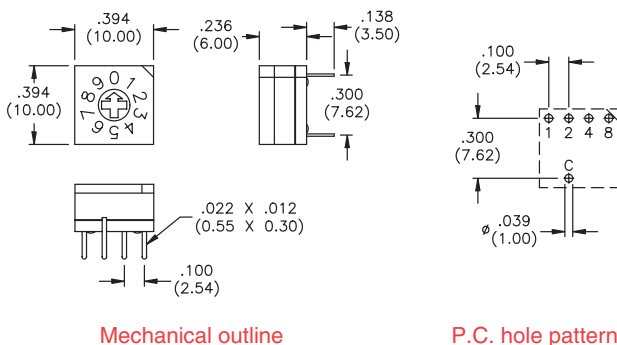 .394
(10.00)
.236
(6.00)
.138
(3.50)
.394
(10.00)
0 1 2 3 4 5 6 7 8 9
.300
(7.62)
.100
(2.54)
.300
(7.62)
1 2 4 8
C
ø .039
(1.00)
.022 X .012
(0.55 X 0.30)
.100
(2.54)
Mechanical outline
P.C. hole pattern